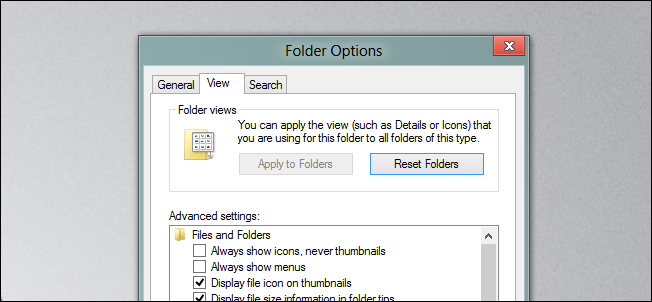 Folder Options
General View Search
Folder views
You can apply the view (such as Details or Icons) that
you are using for this folder to all folders of this type.
Apply to Folders Reset Folders
Advanced settings:
Files and Folders
Always show icons, never thumbnails
Always show menus
Display file icon on thumbnails
Display file size information in folder tips